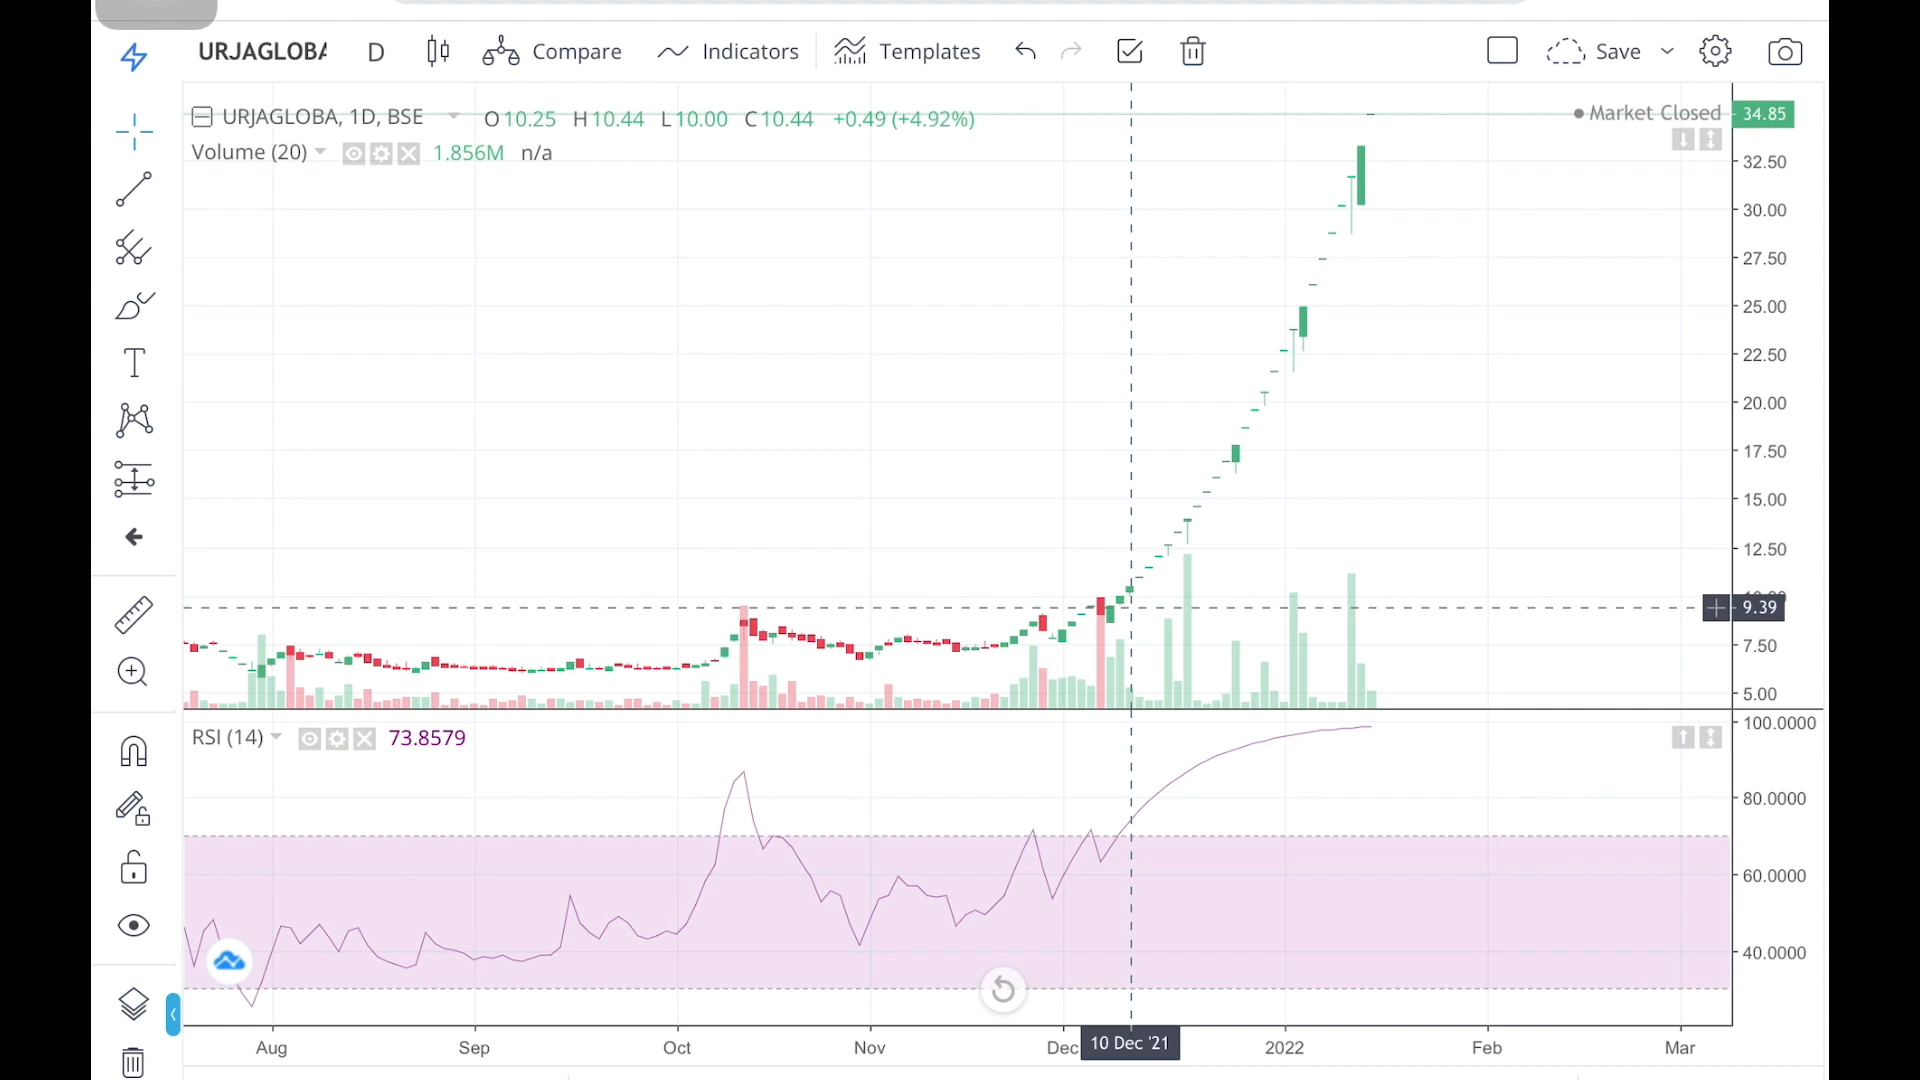 URJAGLOBA D Compare Indicators Templates Save
URJAGLOBA, 1D, BSE O10.25 H10.44 L10.00 C10.44 +0.49 (+4.92%)
Market Closed 34.85
Volume (20) 1.856M n/a
32.50
30.00
27.50
25.00
22.50
20.00
17.50
15.00
12.50
9.39
7.50
5.00
100.0000
RSI (14) 73.8579
80.0000
60.0000
40.0000
Aug Sep Oct Nov Dec 10 Dec '21 2022 Feb Mar